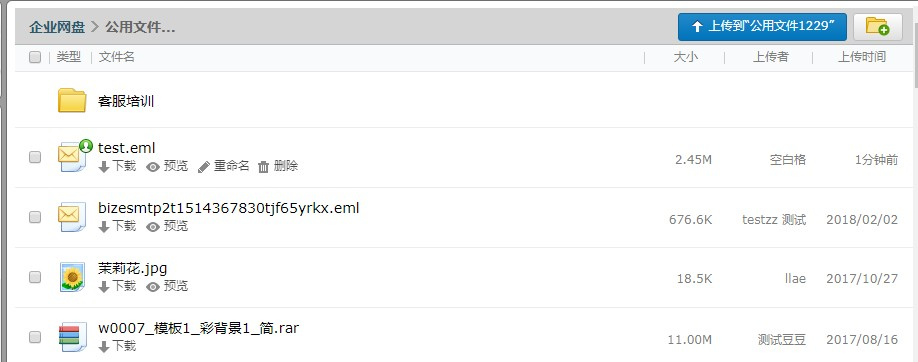 企业网盘 > 公用文件... 上传到"公用文件1229"
类型 文件名 大小 上传者 上传时间
客服培训
test.eml
下载 预览 重命名 删除 2.45M 空白格 1分钟前
bizesmtp2t1514367830tjf65yrkx.eml
下载 预览 676.6K testzz 测试 2018/02/02
茉莉花.jpg
下载 预览 18.5K llae 2017/10/27
w0007_模板1_彩背景1_简.rar
下载 11.00M 测试豆豆 2017/08/16